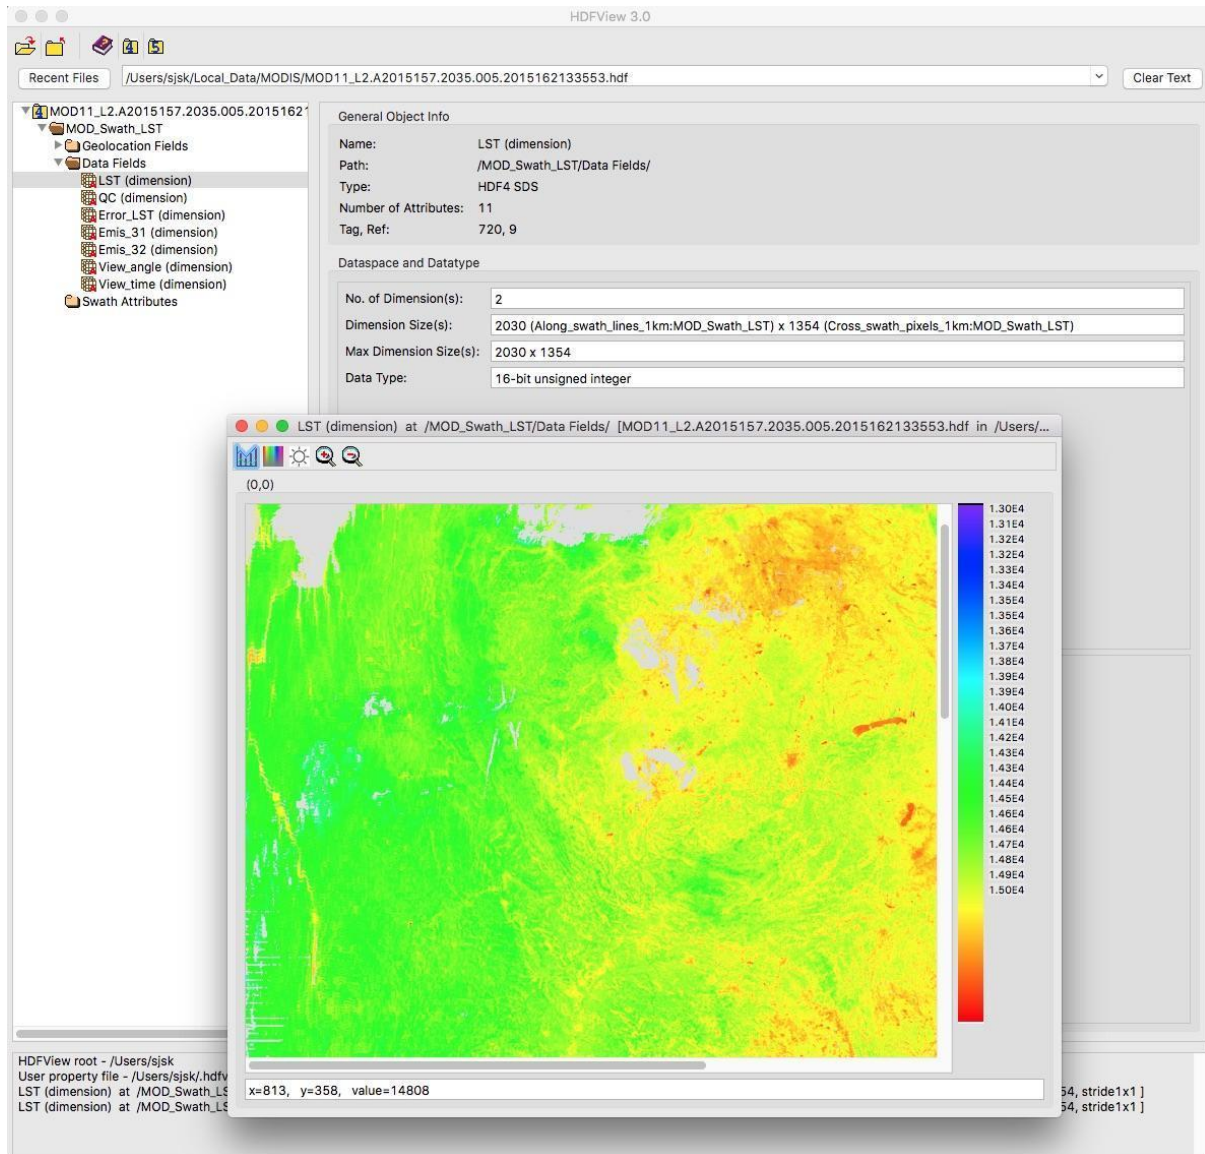 HDFView 3.0
4 5
Recent Files /Users/sjsk/Local_Data/MODIS/MOD11_L2.A2015157.2035.005.2015162133553.hdf Clear Text
4 MOD11_L2.A2015157.2035.005.20151621
MOD_Swath_LST
Geolocation Fields
Data Fields
LST (dimension)
QC (dimension)
Error_LST (dimension)
Emis_31 (dimension)
Emis_32 (dimension)
View_angle (dimension)
View_time (dimension)
Swath Attributes
General Object Info
Name: LST (dimension)
Path: /MOD_Swath_LST/Data Fields/
Type: HDF4 SDS
Number of Attributes: 11
Tag, Ref: 720, 9
Dataspace and Datatype
No. of Dimension(s): 2
Dimension Size(s): 2030 (Along_swath_lines_1km:MOD_Swath_LST) x 1354 (Cross_swath_pixels_1km:MOD_Swath_LST)
Max Dimension Size(s): 2030 x 1354
Data Type: 16-bit unsigned integer
LST (dimension) at /MOD_Swath_LST/Data Fields/ [MOD11_L2.A2015157.2035.005.2015162133553.hdf in /Users/...
(0,0)
1.30E4
1.31E4
1.32E4
1.32E4
1.33E4
1.34E4
1.35E4
1.35E4
1.36E4
1.37E4
1.38E4
1.39E4
1.39E4
1.40E4
1.41E4
1.42E4
1.43E4
1.43E4
1.44E4
1.45E4
1.46E4
1.46E4
1.47E4
1.48E4
1.49E4
1.50E4
x=813, y=358, value=14808
HDFView root - /Users/sjsk
User property file - /Users/sjsk/.hdfv
LST (dimension) at /MOD_Swath_LS 54, stride1x1 ]
LST (dimension) at /MOD_Swath_LS 54, stride1x1 ]